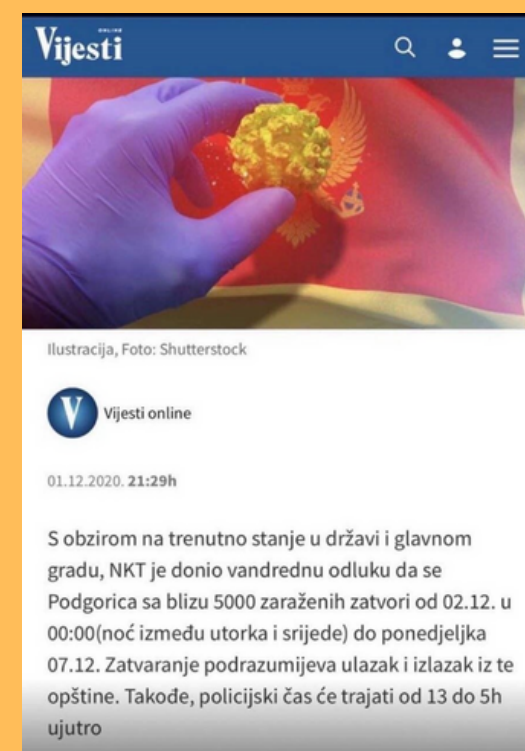 ONLINE
Vijesti
Ilustracija, Foto: Shutterstock
V
Vijesti online
01.12.2020. 21:29h
S obzirom na trenutno stanje u državi i glavnom
gradu, NKT je donio vandrednu odluku da se
Podgorica sa blizu 5000 zaraženih zatvori od 02.12. u
00:00(noć između utorka i srijede) do ponedjeljka
07.12. Zatvaranje podrazumijeva ulazak i izlazak iz te
opštine. Takođe, policijski čas će trajati od 13 do 5h
ujutro